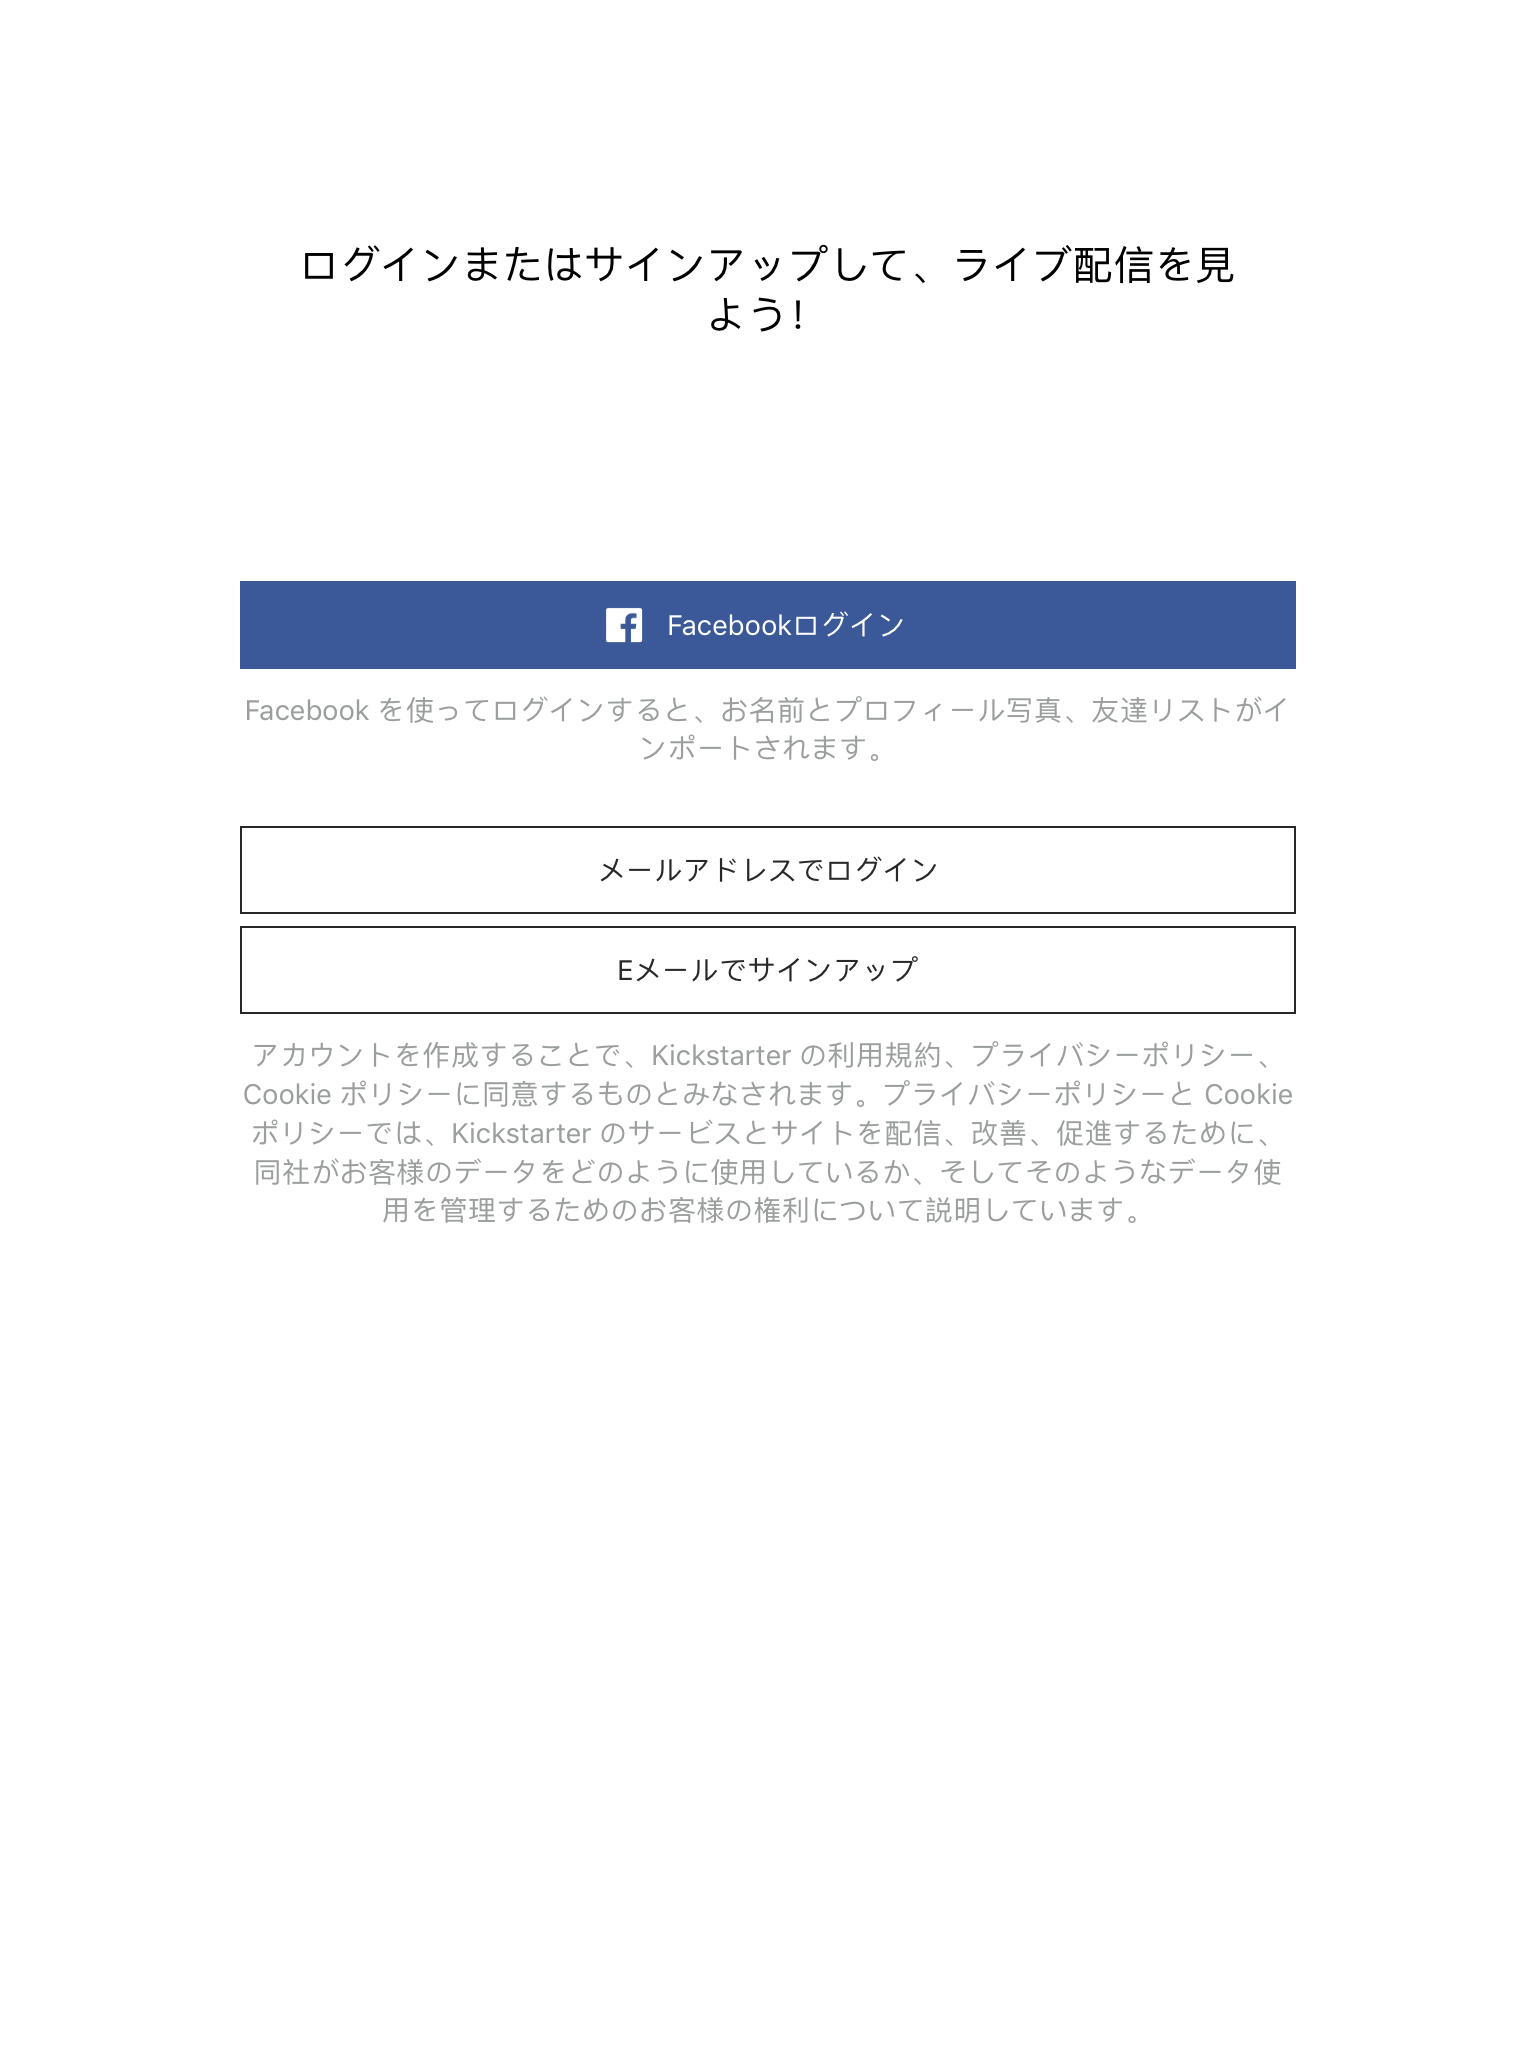 ログインまたはサインアップして、ライブ配信を見
よう!
Facebookログイン
Facebook を使ってログインすると、お名前とプロフィール写真、友達リストがイ
ンポートされます。
メールアドレスでログイン
Eメールでサインアップ
アカウントを作成することで、Kickstarter の利用規約、プライバシーポリシー、
Cookie ポリシーに同意するものとみなされます。プライバシーポリシーと Cookie
ポリシーでは、Kickstarter のサービスとサイトを配信、改善、促進するために、
同社がお客様のデータをどのように使用しているか、そしてそのようなデータ使
用を管理するためのお客様の権利について説明しています。